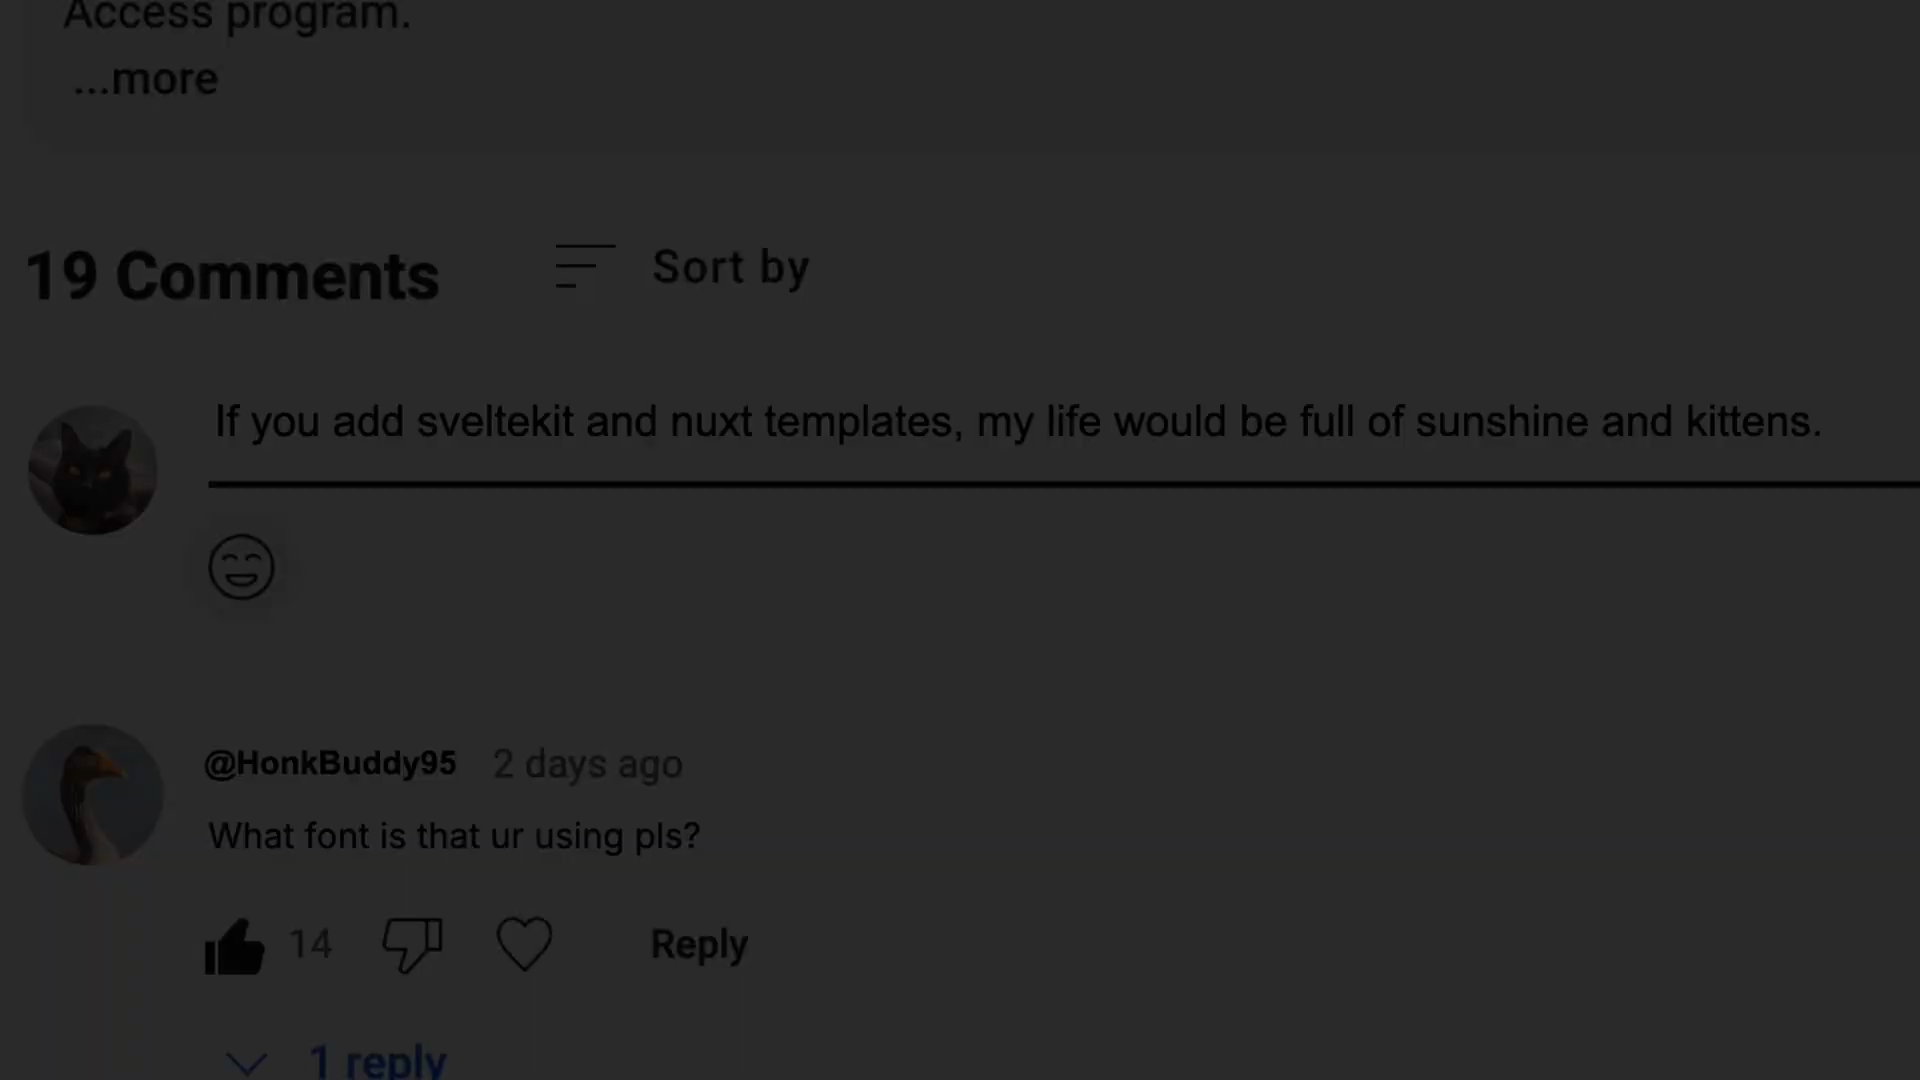 Access program.
...more
19 Comments
Sort by
If you add sveltekit and nuxt templates, my life would be full of sunshine and kittens.
@HonkBuddy95 2 days ago
What font is that ur using pls?
14
Reply
1 reply